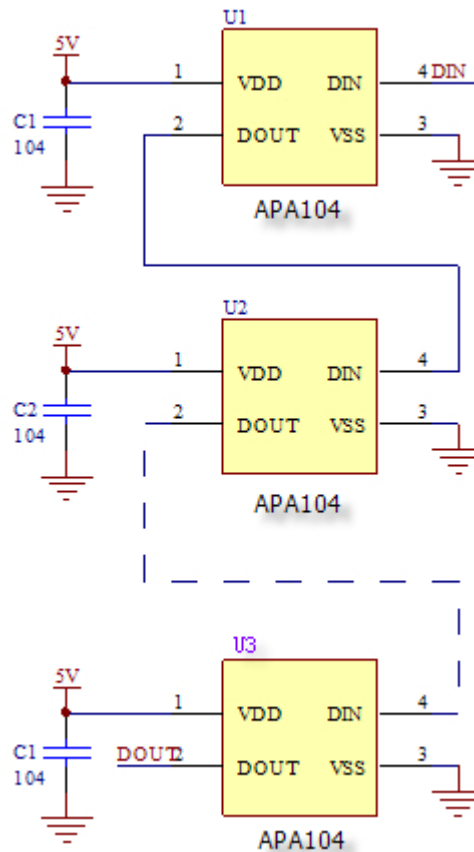 U1
5V
1 VDD DIN 4 DIN
C1
104
2 DOUT VSS 3
APA104
U2
5V
1 VDD DIN 4
C2
104
2 DOUT VSS 3
APA104
U3
5V
1 VDD DIN 4
C1
104
DOUT 2 DOUT VSS 3
APA104